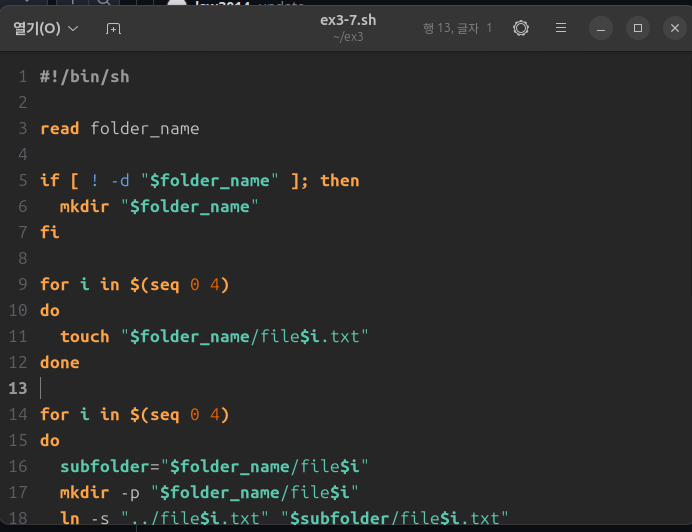 열기(O)
ex3-7.sh
~/ex3
행 13, 글자 1
1 #!/bin/sh
2
3 read folder_name
4
5 if [ ! -d "$folder_name" ]; then
6 mkdir "$folder_name"
7 fi
8
9 for i in $(seq 0 4)
10 do
11 touch "$folder_name/file$i.txt"
12 done
13
14 for i in $(seq 0 4)
15 do
16 subfolder="$folder_name/file$i"
17 mkdir -p "$folder_name/file$i"
18 ln -s "../file$i.txt" "$subfolder/file$i.txt"